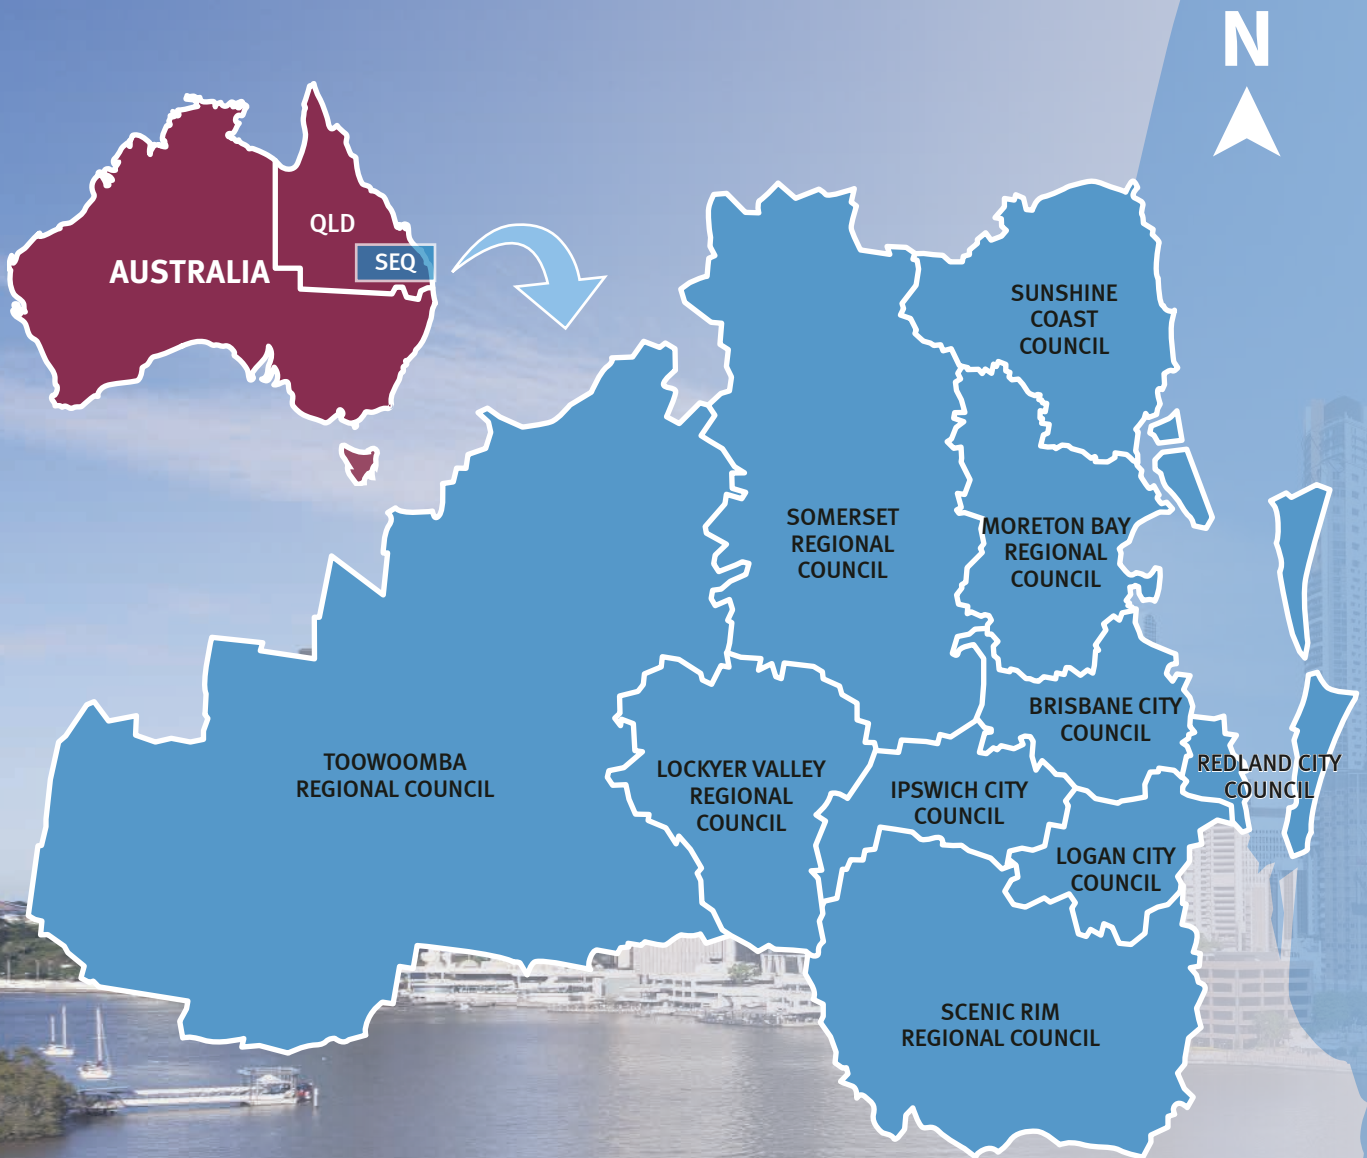 N
QLD
SEQ
AUSTRALIA
SUNSHINE
COAST
COUNCIL
SOMERSET
REGIONAL
COUNCIL
MORETON BAY
REGIONAL
COUNCIL
BRISBANE CITY
COUNCIL
TOOWOOMBA
REGIONAL COUNCIL
LOCKYER VALLEY
REGIONAL
COUNCIL
IPSWICH CITY
COUNCIL
REDLAND CITY
COUNCIL
LOGAN CITY
COUNCIL
SCENIC RIM
REGIONAL COUNCIL